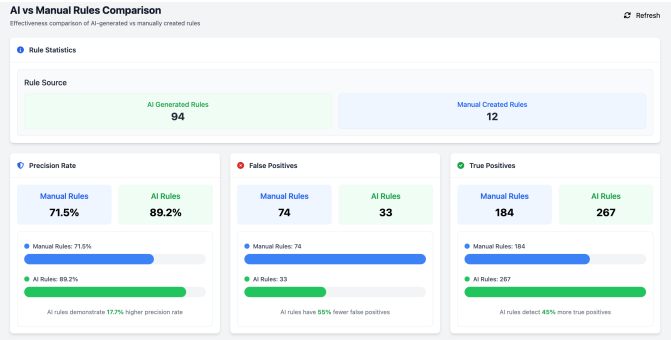 AI vs Manual Rules Comparison
Effectiveness comparison of AI-generated vs manually created rules
Refresh
Rule Statistics
Rule Source
AI Generated Rules
94
Manual Created Rules
12
Precision Rate
Manual Rules
71.5%
AI Rules
89.2%
Manual Rules: 71.5%
AI Rules: 89.2%
AI rules demonstrate 17.7% higher precision rate
False Positives
Manual Rules
74
AI Rules
33
Manual Rules: 74
AI Rules: 33
AI rules have 55% fewer false positives
True Positives
Manual Rules
184
AI Rules
267
Manual Rules: 184
AI Rules: 267
AI rules detect 45% more true positives